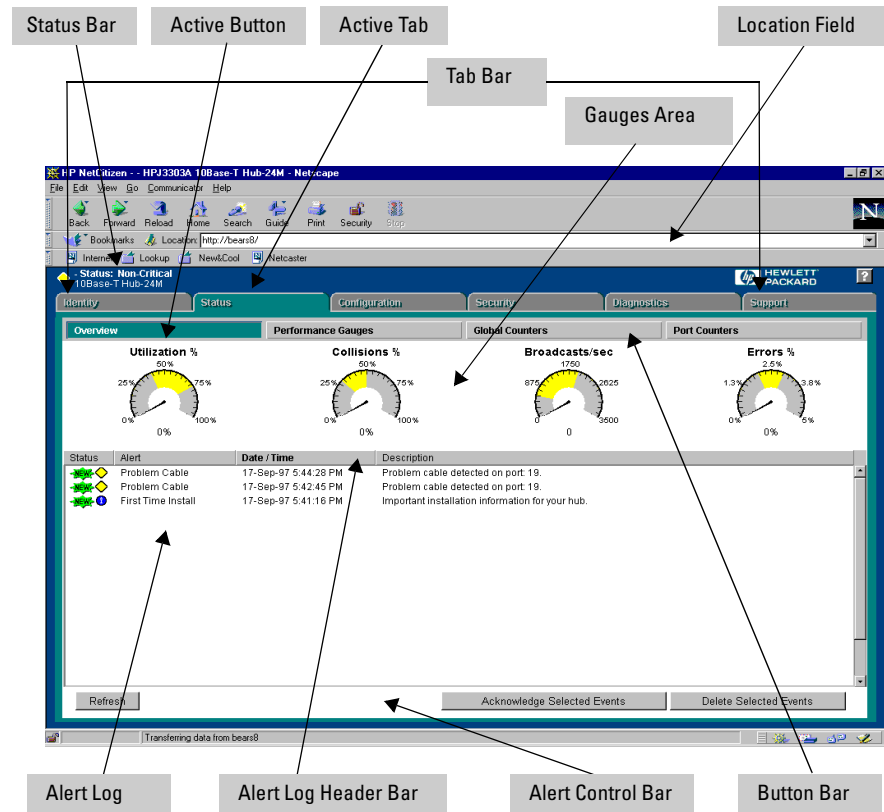 Status Bar
Active Button
Active Tab
Location Field
Tab Bar
Gauges Area
HP NetCitizen - - HPJ3303A 10Base-T Hub-24M - Netscape
File Edit View Go Communicator Help
Back Forward Reload Home Search Guide Print Security Stop
N
Bookmarks Location: http://bears8/
Internet Lookup New&Cool Netcaster
- Status: Non-Critical
10Base-T Hub-24M
hp HEWLETT PACKARD ?
Identity Status Configuration Security Diagnostics Support
Overview Performance Gauges Global Counters Port Counters
Utilization % Collisions % Broadcasts/sec Errors %
50% 50% 1750 2.5%
25% 75% 25% 75% 875 2625 1.3% 3.8%
0% 100% 0% 100% 0 3500 0% 5%
0% 0% 0 0%
Status Alert Date / Time Description
NEW Problem Cable 17-Sep-97 5:44:28 PM Problem cable detected on port: 19.
NEW Problem Cable 17-Sep-97 5:42:45 PM Problem cable detected on port: 19.
NEW First Time Install 17-Sep-97 5:41:16 PM Important installation information for your hub.
Refresh Acknowledge Selected Events Delete Selected Events
Transferring data from bears8
Alert Log
Alert Log Header Bar
Alert Control Bar
Button Bar